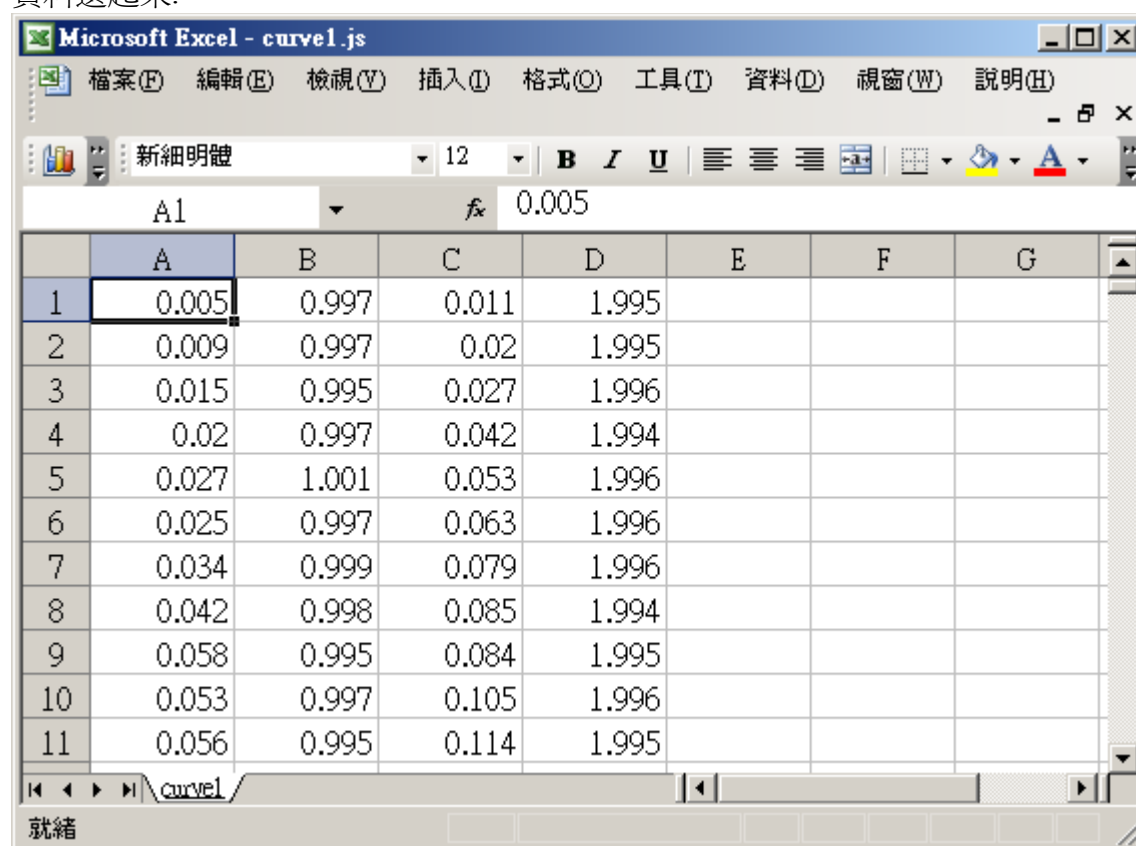 資料選起來:
Microsoft Excel - curve1.js
檔案(F) 編輯(E) 檢視(V) 插入(I) 格式(O) 工具(T) 資料(D) 視窗(W) 說明(H)
新細明體 12 B I U A
A1 fx 0.005
A B C D E F G
1 0.005 0.997 0.011 1.995
2 0.009 0.997 0.02 1.995
3 0.015 0.995 0.027 1.996
4 0.02 0.997 0.042 1.994
5 0.027 1.001 0.053 1.996
6 0.025 0.997 0.063 1.996
7 0.034 0.999 0.079 1.996
8 0.042 0.998 0.085 1.994
9 0.058 0.995 0.084 1.995
10 0.053 0.997 0.105 1.996
11 0.056 0.995 0.114 1.995
curve1
就緒